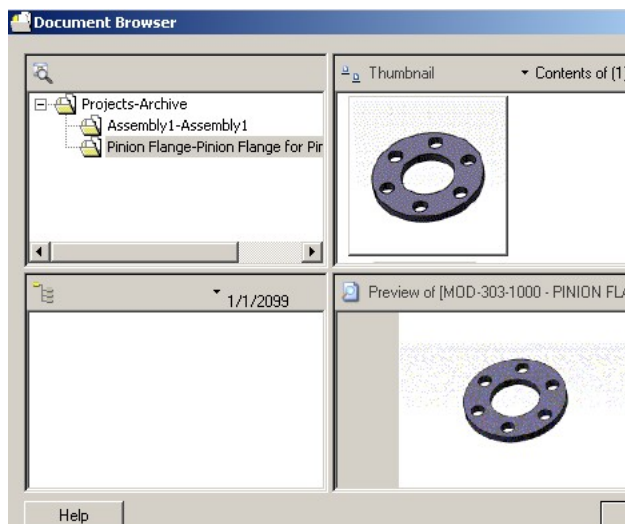 Document Browser
Thumbnail
Contents of (1)
Projects-Archive
Assembly1-Assembly1
Pinion Flange-Pinion Flange for Pir
1/1/2099
Preview of [MOD-303-1000 - PINION FLA
Help